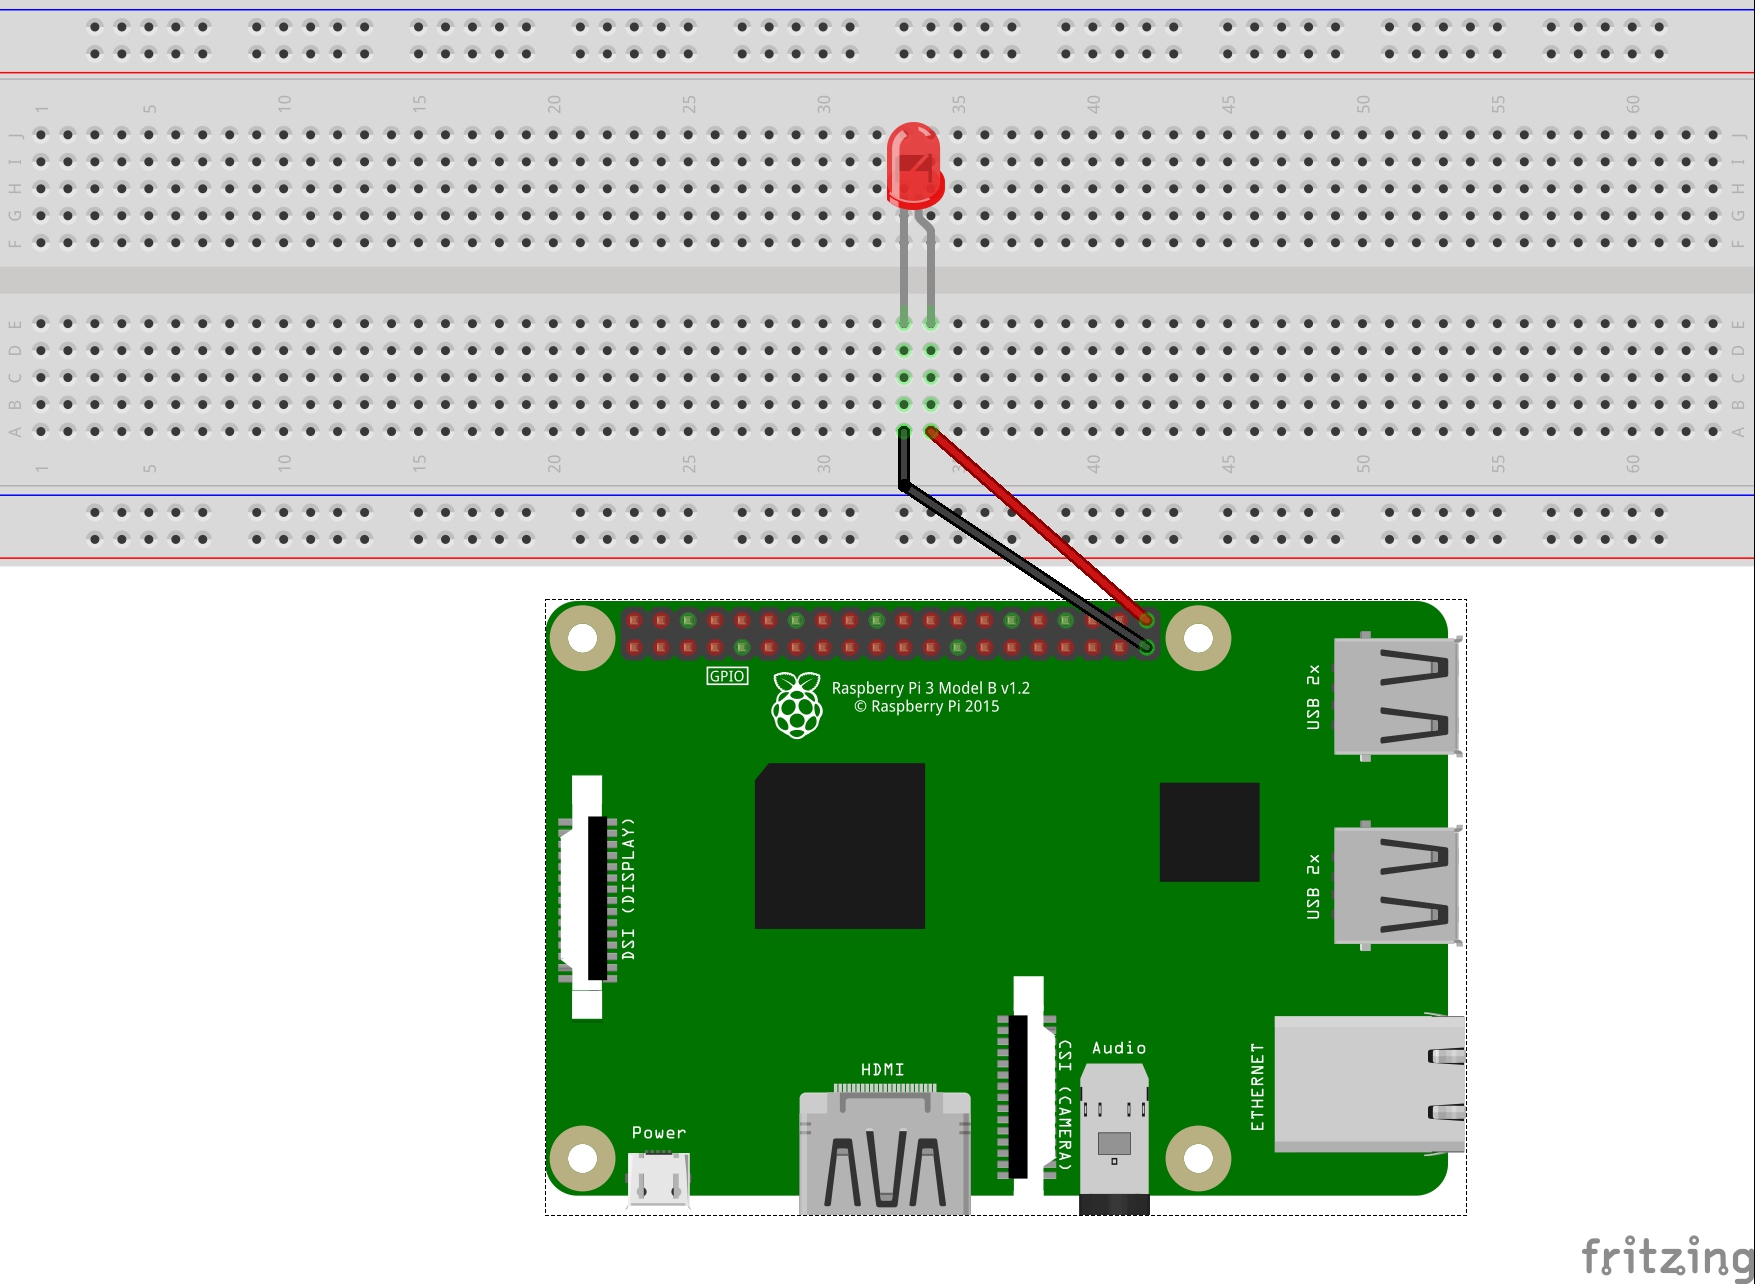 1 5 10 15 20 25 30 35 40 45 50 55 60
J J
I I
H H
G G
F F
E E
D D
C C
B B
A A
1 5 10 15 20 25 30 35 40 45 50 55 60
GPIO
Raspberry Pi 3 Model B v1.2
© Raspberry Pi 2015
USB 2x
DSI (DISPLAY)
USB 2x
HDMI
CSI (CAMERA)
Audio
ETHERNET
Power
fritzing